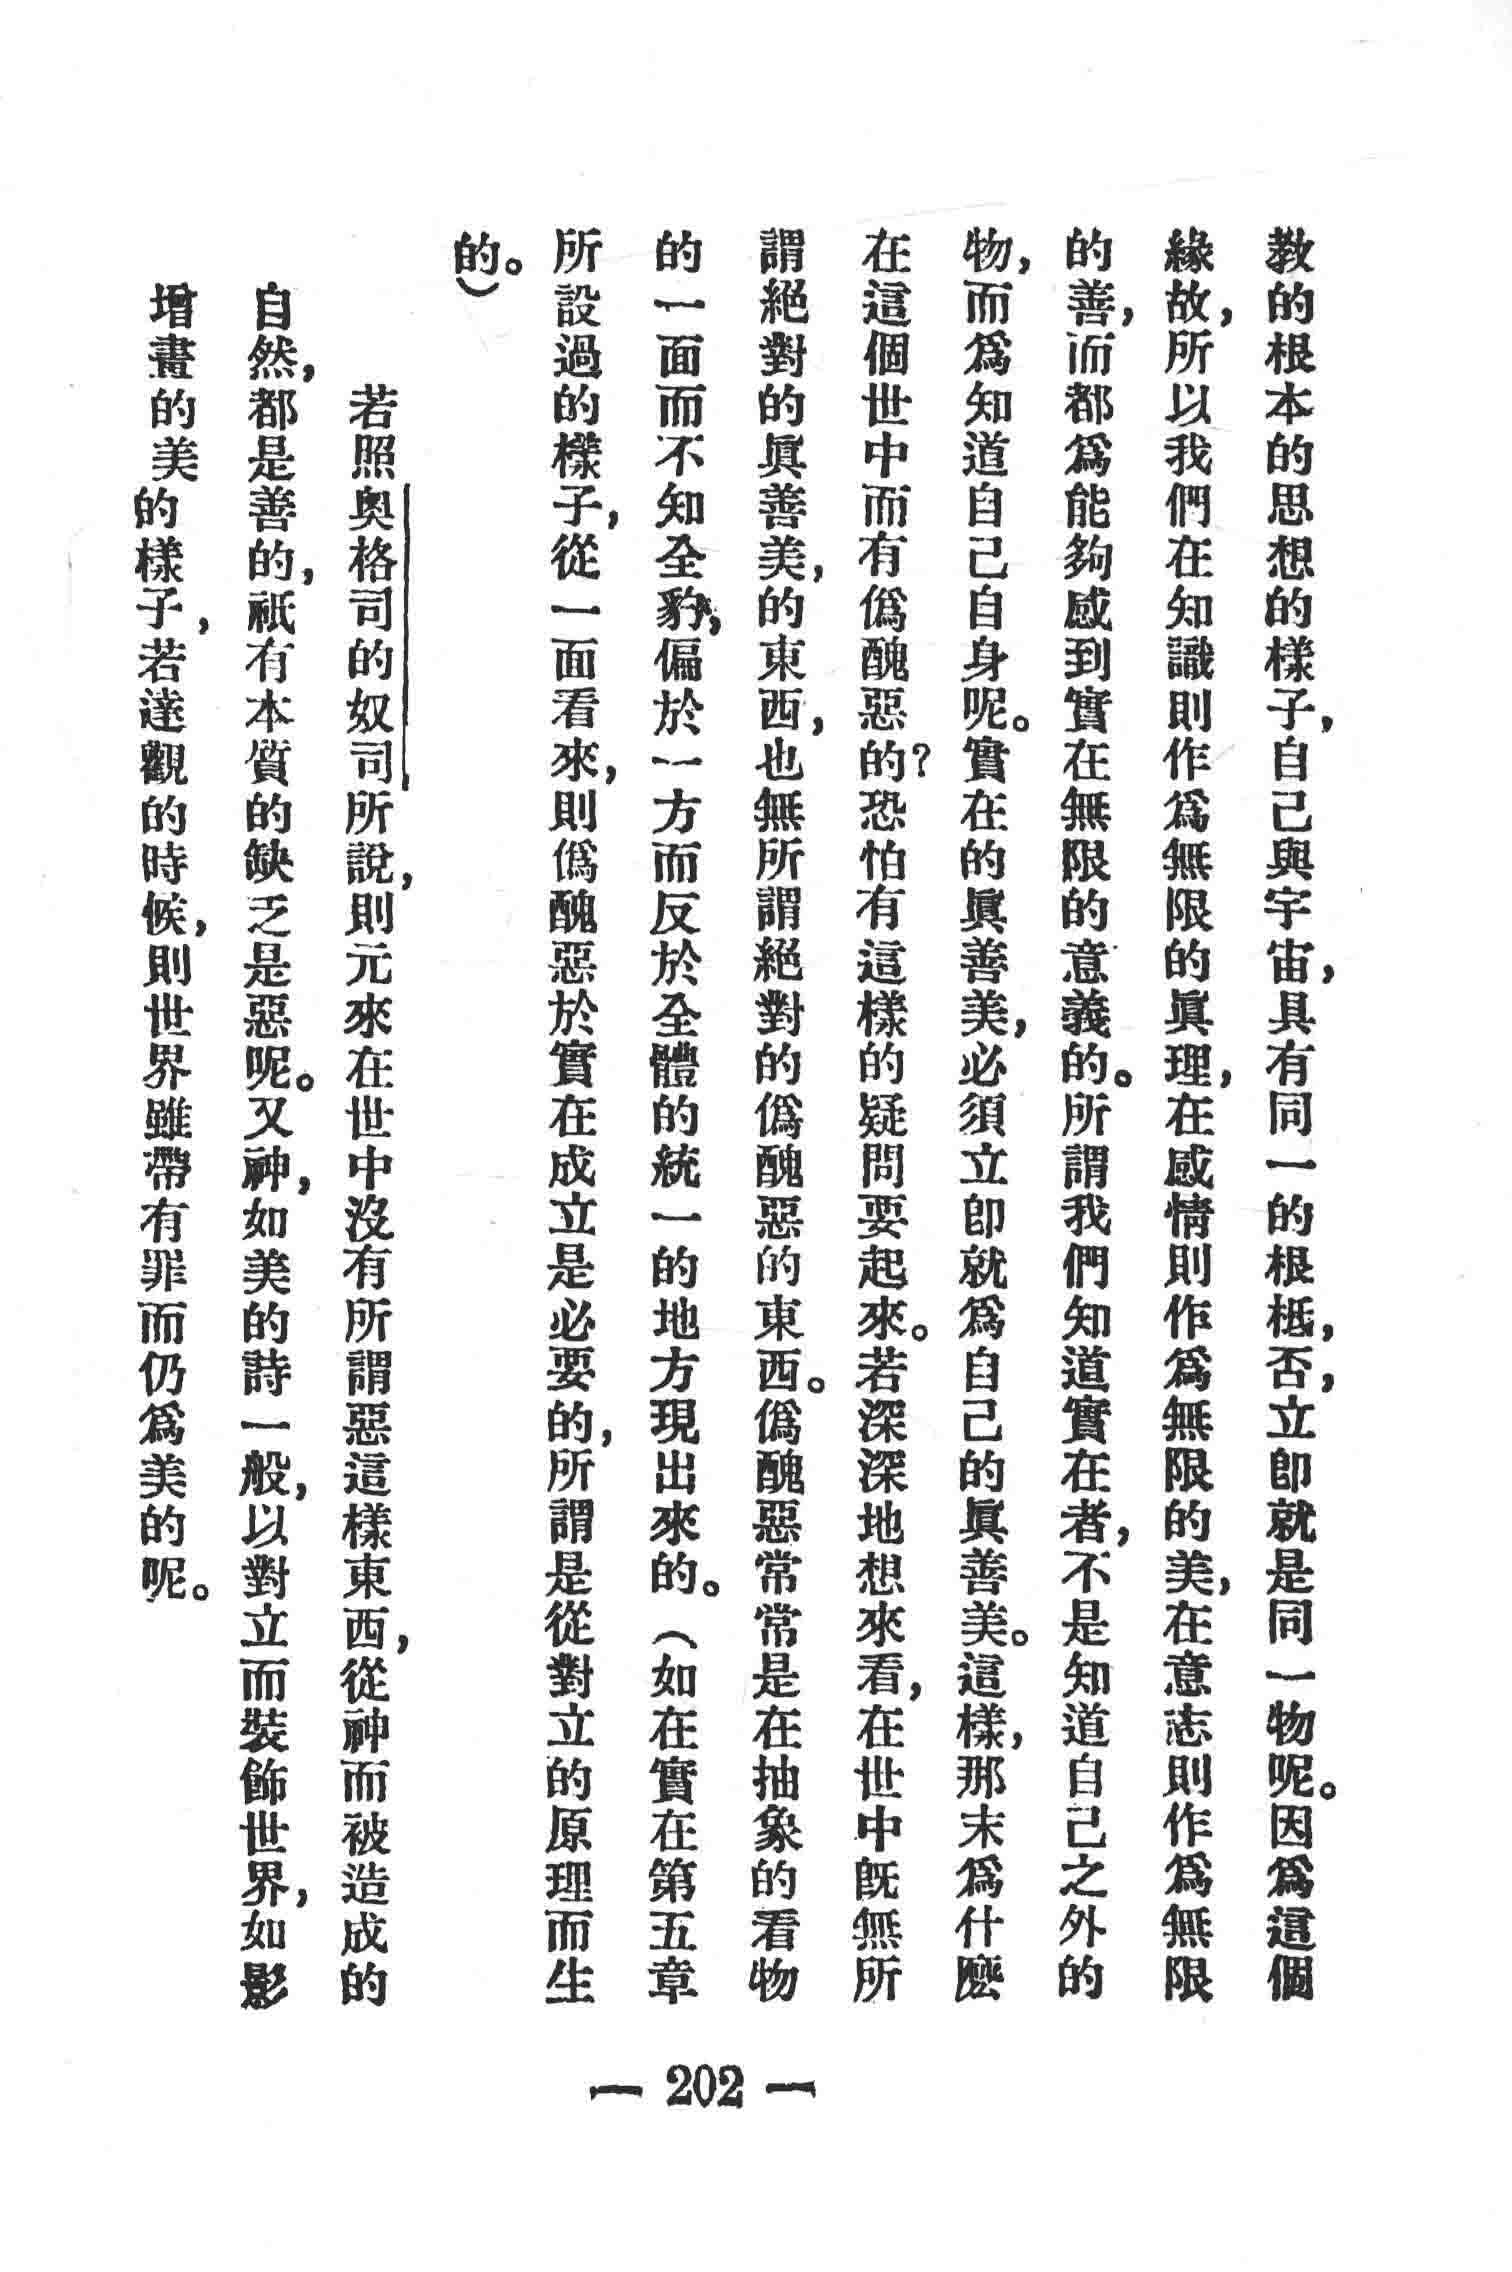 教的根本的思想的樣子，自己與宇宙，具有同一的根柢，否，立卽就是同一物呢。因爲這個
緣故，所以我們在知識則作爲無限的眞理，在感情則作爲無限的美，在意志則作爲無限
的善，而都爲能夠感到實在無限的意義的。所謂我們知道實在者，不是知道自己之外的
物，而爲知道自己自身呢。實在的眞善美，必須立卽就爲自己的眞善美。這樣，那末爲什麼
在這個世中而有僞醜惡的？恐怕有這樣的疑問要起來。若深深地想來看，在世中旣無所
謂絕對的眞善美，的東西，也無所謂絕對的僞醜惡的東西。僞醜惡常常是在抽象的看物
的一面而不知全豹，偏於一方而反於全體的統一的地方現出來的。（如在實在第五章
所設過的樣子，從一面看來，則僞醜惡於實在成立是必要的，所謂是從對立的原理而生
的。）
若照奧格司的奴司所說，則元來在世中沒有所謂惡這樣東西，從神而被造成的
自然，都是善的，祇有本質的缺乏是惡呢。又神，如美的詩一般，以對立而裝飾世界，如影
增畫的美的樣子，若達觀的時候，則世界雖帶有罪而仍爲美的呢。
— 202 —